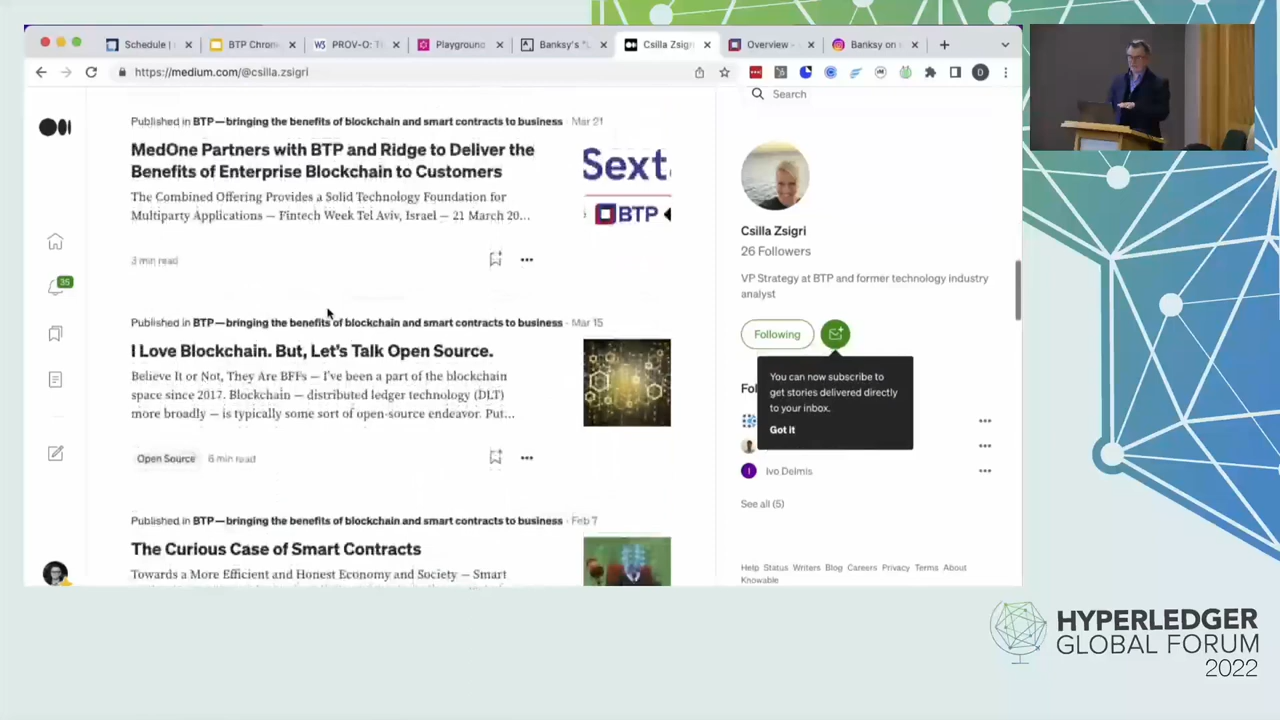 Schedule |
BTP Chron
PROV-O: T
Playground
Banksy's "L
Csilla Zsigri
Overview -
Banksy on
https://medium.com/@csilla.zsigri
D
Search
Published in BTP — bringing the benefits of blockchain and smart contracts to business · Mar 21
MedOne Partners with BTP and Ridge to Deliver the
Benefits of Enterprise Blockchain to Customers
The Combined Offering Provides a Solid Technology Foundation for
Multiparty Applications — Fintech Week Tel Aviv, Israel — 21 March 20...
3 min read
Sext
BTP
35
Published in BTP — bringing the benefits of blockchain and smart contracts to business · Mar 15
I Love Blockchain. But, Let's Talk Open Source.
Believe It or Not, They Are BFFs — I've been a part of the blockchain
space since 2017. Blockchain — distributed ledger technology (DLT)
more broadly — is typically some sort of open-source endeavor. Put...
Open Source 6 min read
Published in BTP — bringing the benefits of blockchain and smart contracts to business · Feb 7
The Curious Case of Smart Contracts
Towards a More Efficient and Honest Economy and Society — Smart
Csilla Zsigri
26 Followers
VP Strategy at BTP and former technology industry
analyst
Following
Fol
You can now subscribe to
get stories delivered directly
to your inbox.
Got it
Ivo Deimis
See all (5)
Help Status Writers Blog Careers Privacy Terms About
Knowable
HYPERLEDGER
GLOBAL FORUM
2022